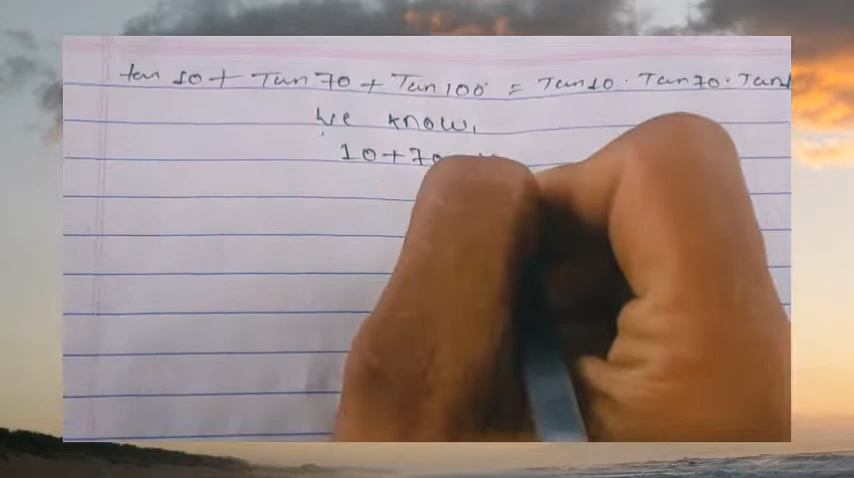 tan 10 + Tan 70 + Tan 100 = Tan 10 . Tan 70 . Tan
We know,
10+70